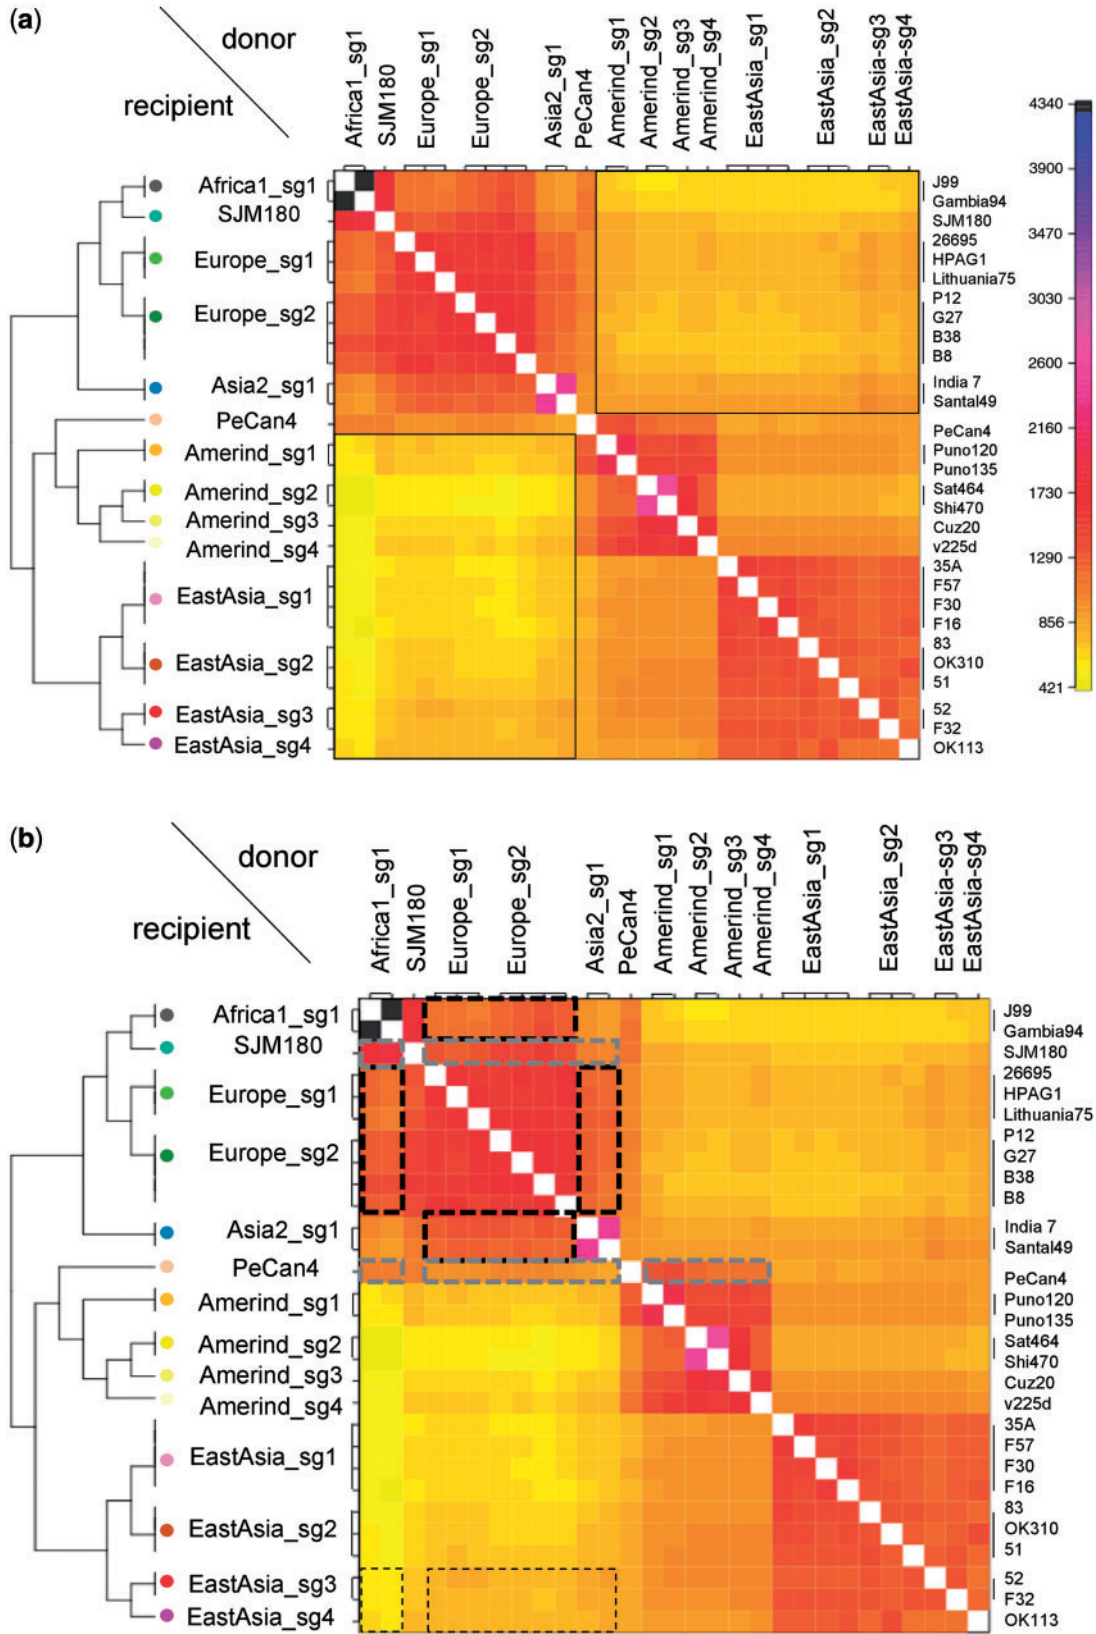 (a)
donor
recipient
Africa1_sg1
SJM180
Europe_sg1
Europe_sg2
Asia2_sg1
PeCan4
Amerind_sg1
Amerind_sg2
Amerind_sg3
Amerind_sg4
EastAsia_sg1
EastAsia_sg2
EastAsia-sg3
EastAsia-sg4
Africa1_sg1
SJM180
Europe_sg1
Europe_sg2
Asia2_sg1
PeCan4
Amerind_sg1
Amerind_sg2
Amerind_sg3
Amerind_sg4
EastAsia_sg1
EastAsia_sg2
EastAsia_sg3
EastAsia_sg4
J99
Gambia94
SJM180
26695
HPAG1
Lithuania75
P12
G27
B38
B8
India 7
Santal49
PeCan4
Puno120
Puno135
Sat464
Shi470
Cuz20
v225d
35A
F57
F30
F16
83
OK310
51
52
F32
OK113
4340
3900
3470
3030
2600
2160
1730
1290
856
421
(b)
donor
recipient
Africa1_sg1
SJM180
Europe_sg1
Europe_sg2
Asia2_sg1
PeCan4
Amerind_sg1
Amerind_sg2
Amerind_sg3
Amerind_sg4
EastAsia_sg1
EastAsia_sg2
EastAsia-sg3
EastAsia-sg4
Africa1_sg1
SJM180
Europe_sg1
Europe_sg2
Asia2_sg1
PeCan4
Amerind_sg1
Amerind_sg2
Amerind_sg3
Amerind_sg4
EastAsia_sg1
EastAsia_sg2
EastAsia_sg3
EastAsia_sg4
J99
Gambia94
SJM180
26695
HPAG1
Lithuania75
P12
G27
B38
B8
India 7
Santal49
PeCan4
Puno120
Puno135
Sat464
Shi470
Cuz20
v225d
35A
F57
F30
F16
83
OK310
51
52
F32
OK113